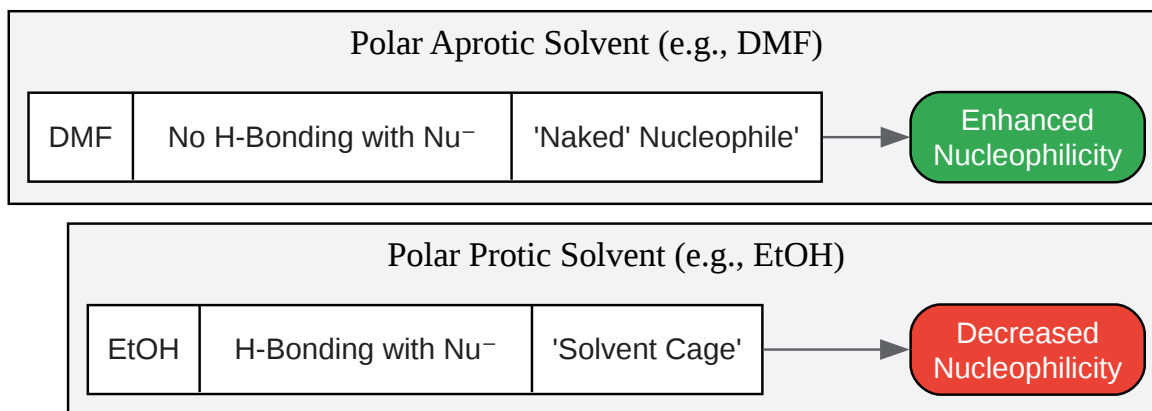 Polar Aprotic Solvent (e.g., DMF)
DMF
No H-Bonding with Nu⁻
'Naked' Nucleophile'
Enhanced
Nucleophilicity
Polar Protic Solvent (e.g., EtOH)
EtOH
H-Bonding with Nu⁻
'Solvent Cage'
Decreased
Nucleophilicity